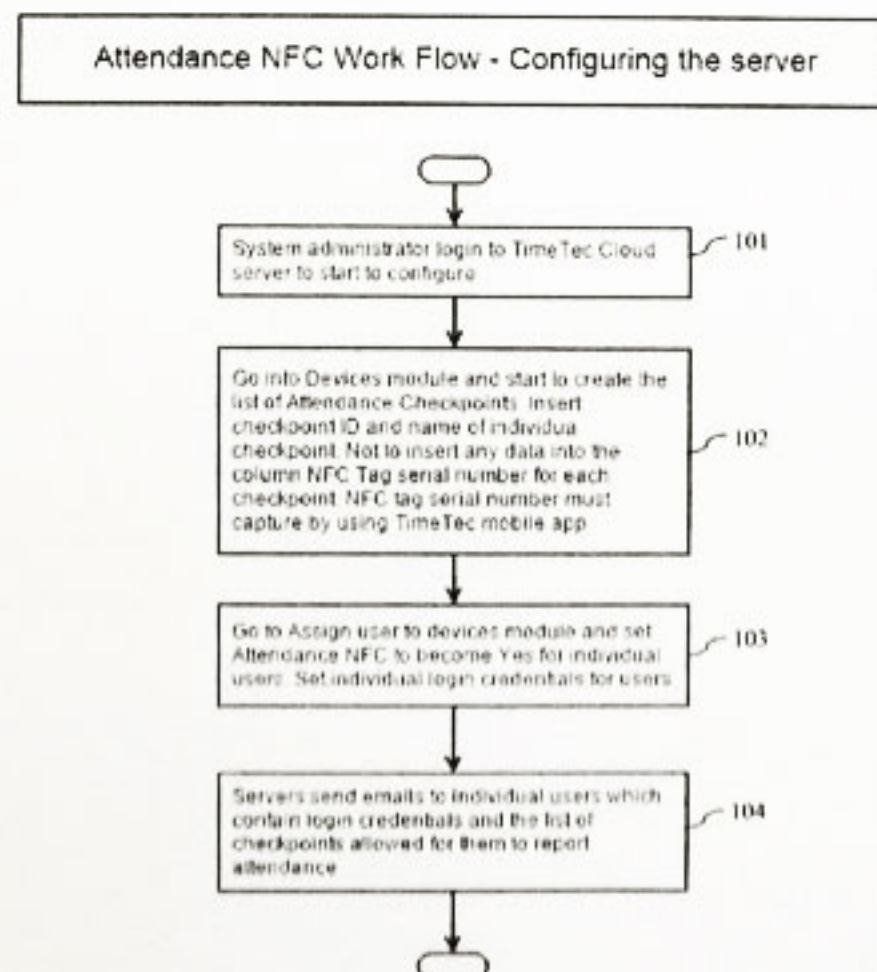 Attendance NFC Work Flow - Configuring the server
System administrator login to TimeTec Cloud
server to start to configure
101
Go into Devices module and start to create the
list of Attendance Checkpoints. Insert
checkpoint ID and name of individua
checkpoint. Not to insert any data into the
column NFC Tag serial number for each
checkpoint. NFC tag serial number must
capture by using TimeTec mobile app
102
Go to Assign user to devices module and set
Attendance NFC to become Yes for individual
users. Set individual login credentials for users
103
Servers send emails to individual users which
contain login credentials and the list of
checkpoints allowed for them to report
attendance
104